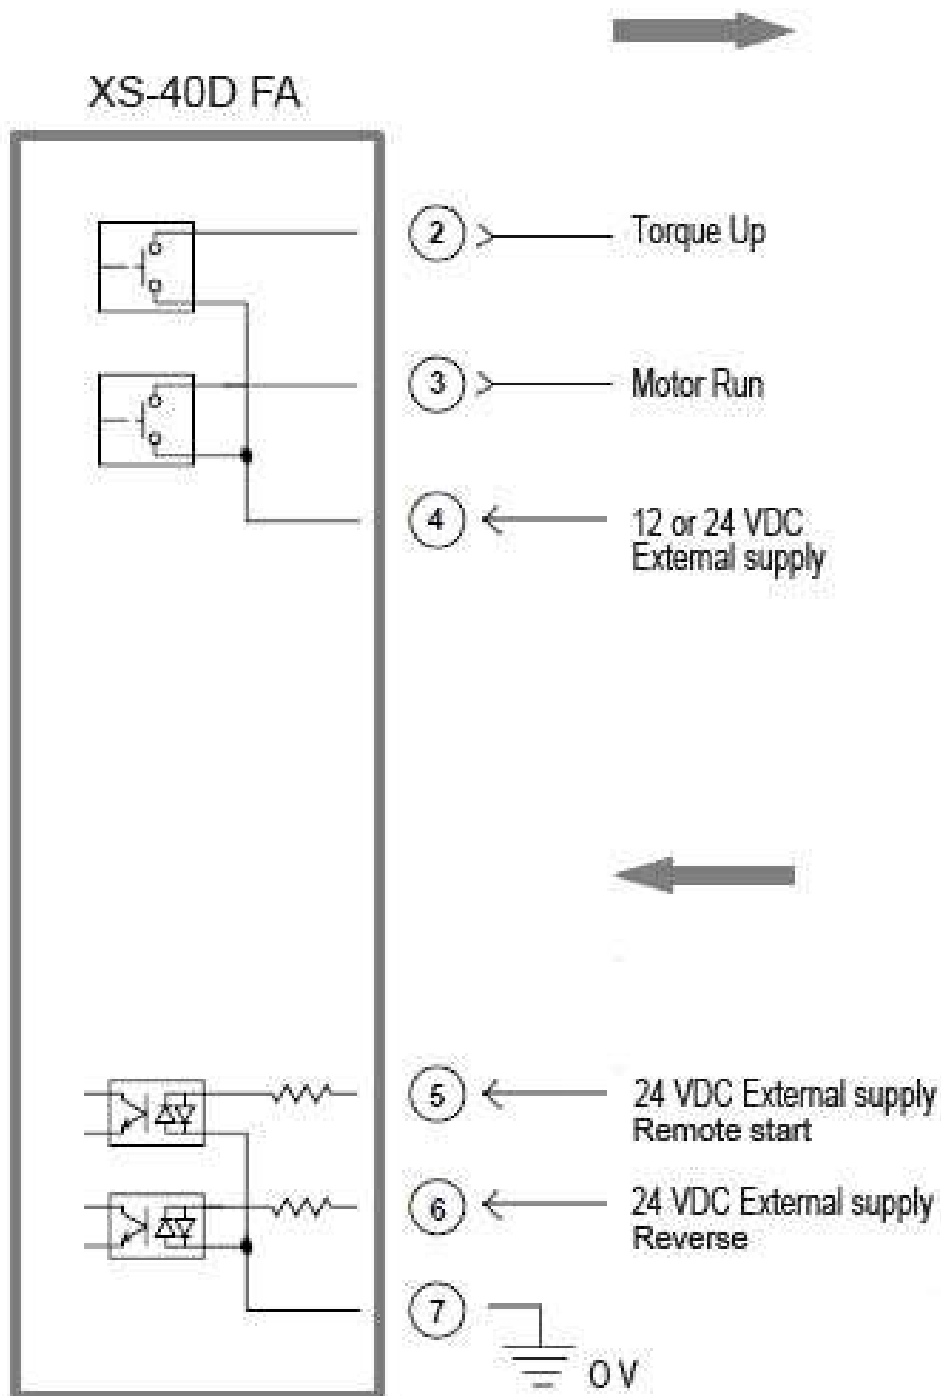 XS-40D FA
2 Torque Up
3 Motor Run
4 12 or 24 VDC
External supply
5 24 VDC External supply
Remote start
6 24 VDC External supply
Reverse
7
0 V